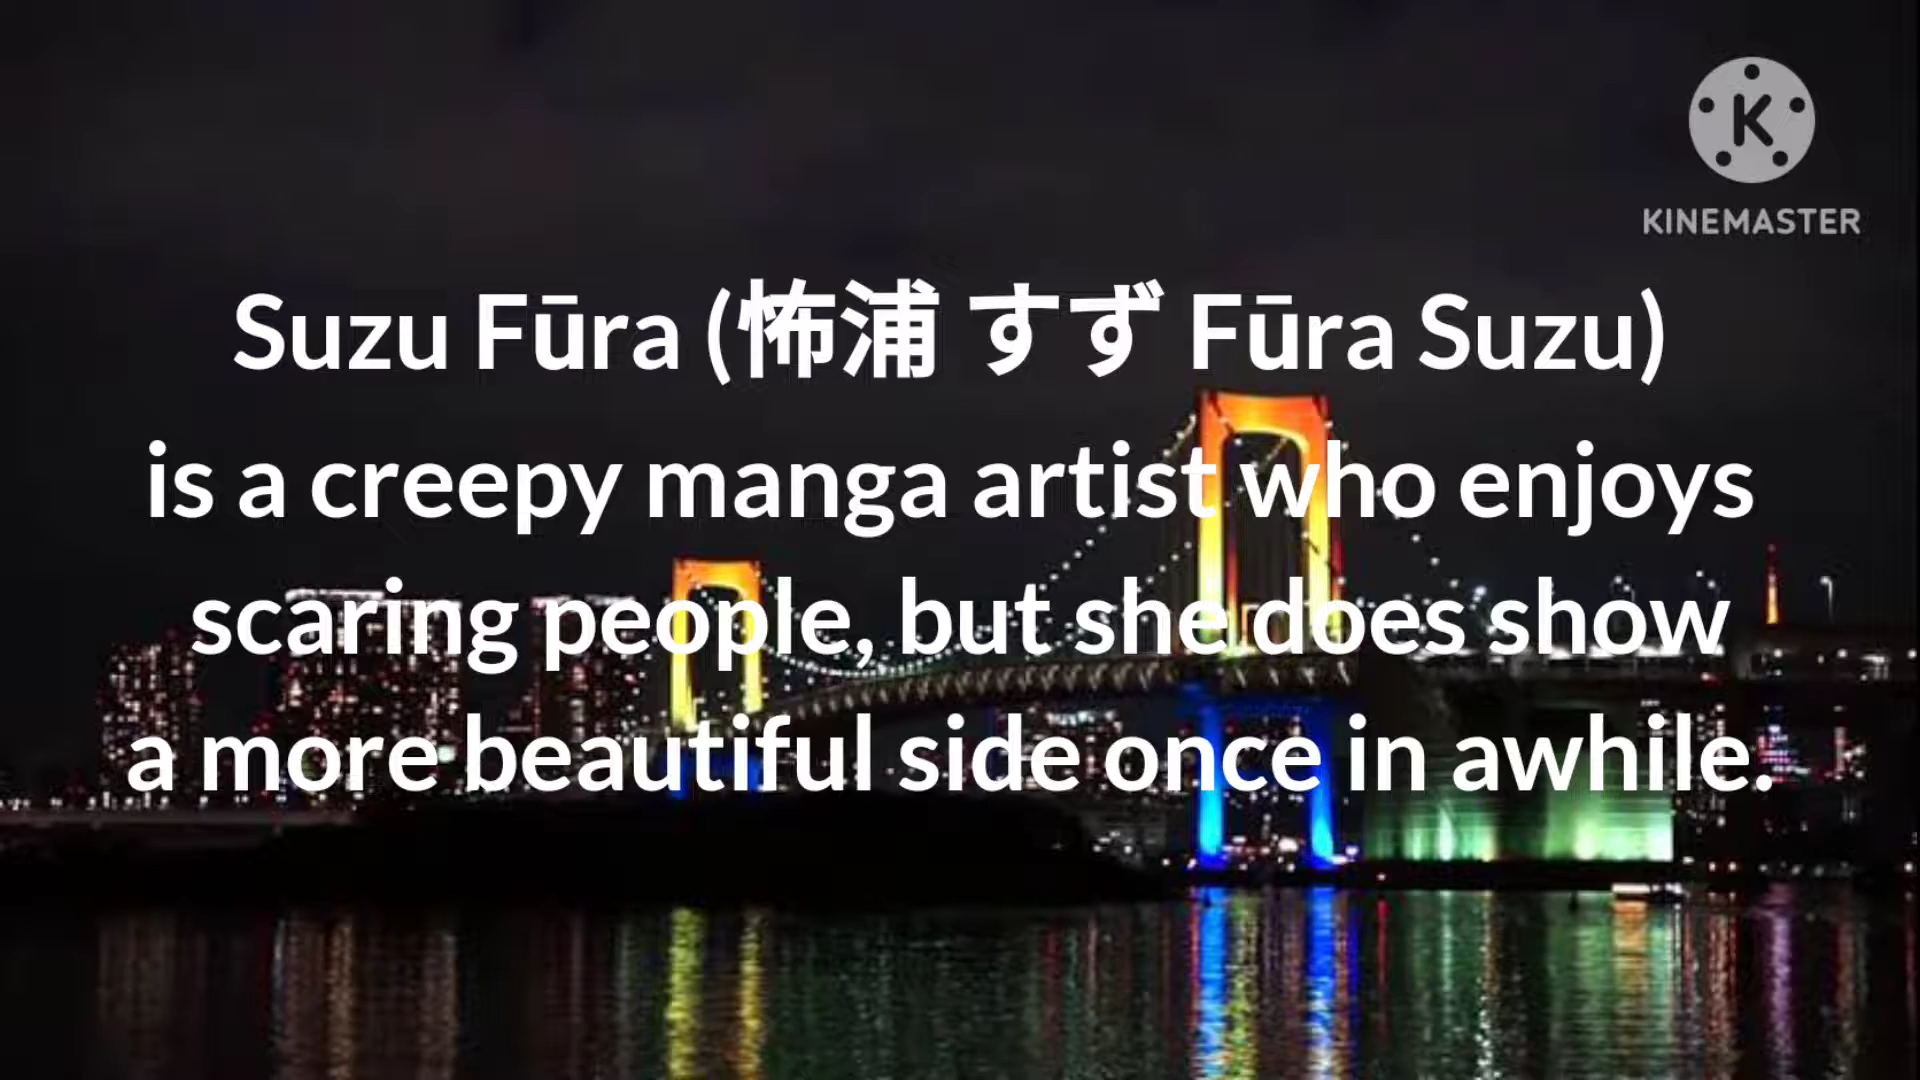 KINEMASTER
Suzu Fūra (怖浦 すず Fūra Suzu)
is a creepy manga artist who enjoys
scaring people, but she does show
a more beautiful side once in awhile.